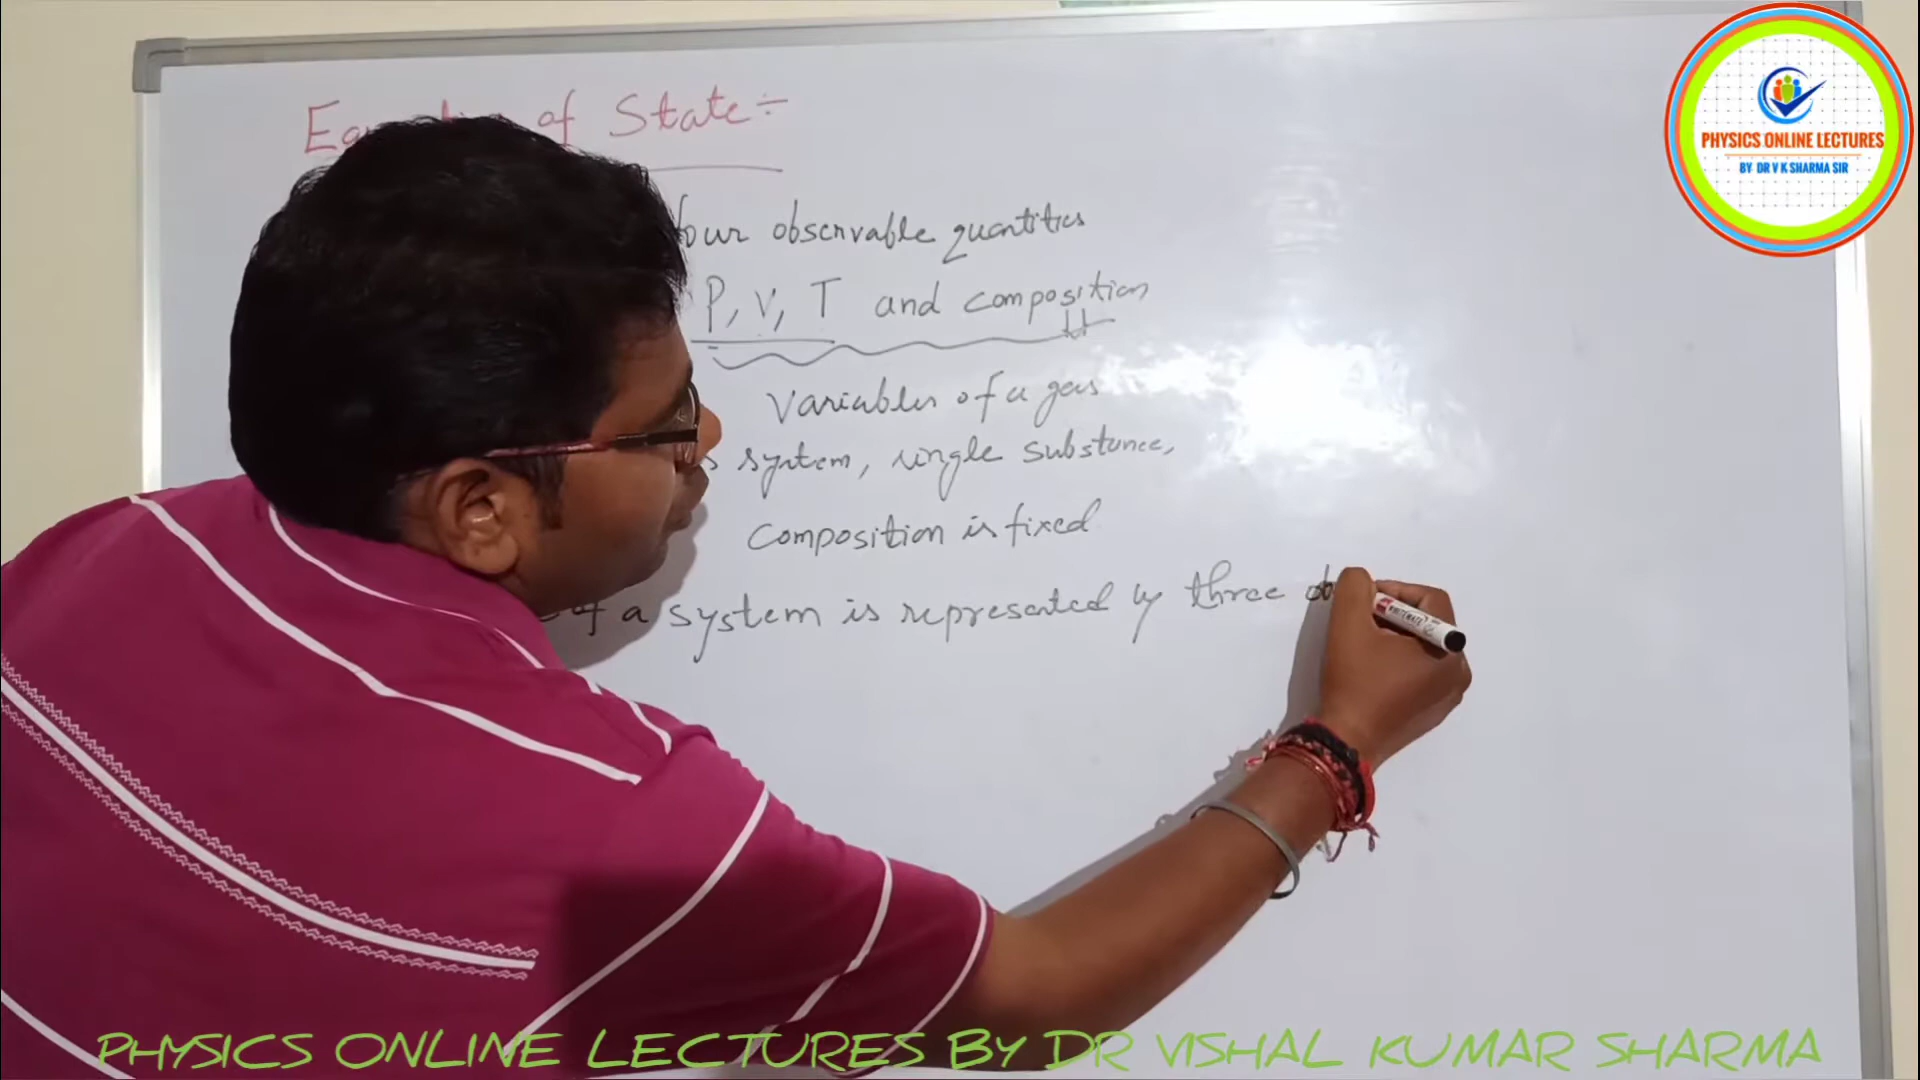 of State ÷
four observable quantities
P, V, T and composition
Variables of a gas
system, single substance,
composition is fixed
of a system is represented by three ob
PHYSICS ONLINE LECTURES
BY DR V K SHARMA SIR
PHYSICS ONLINE LECTURES BY DR VISHAL KUMAR SHARMA